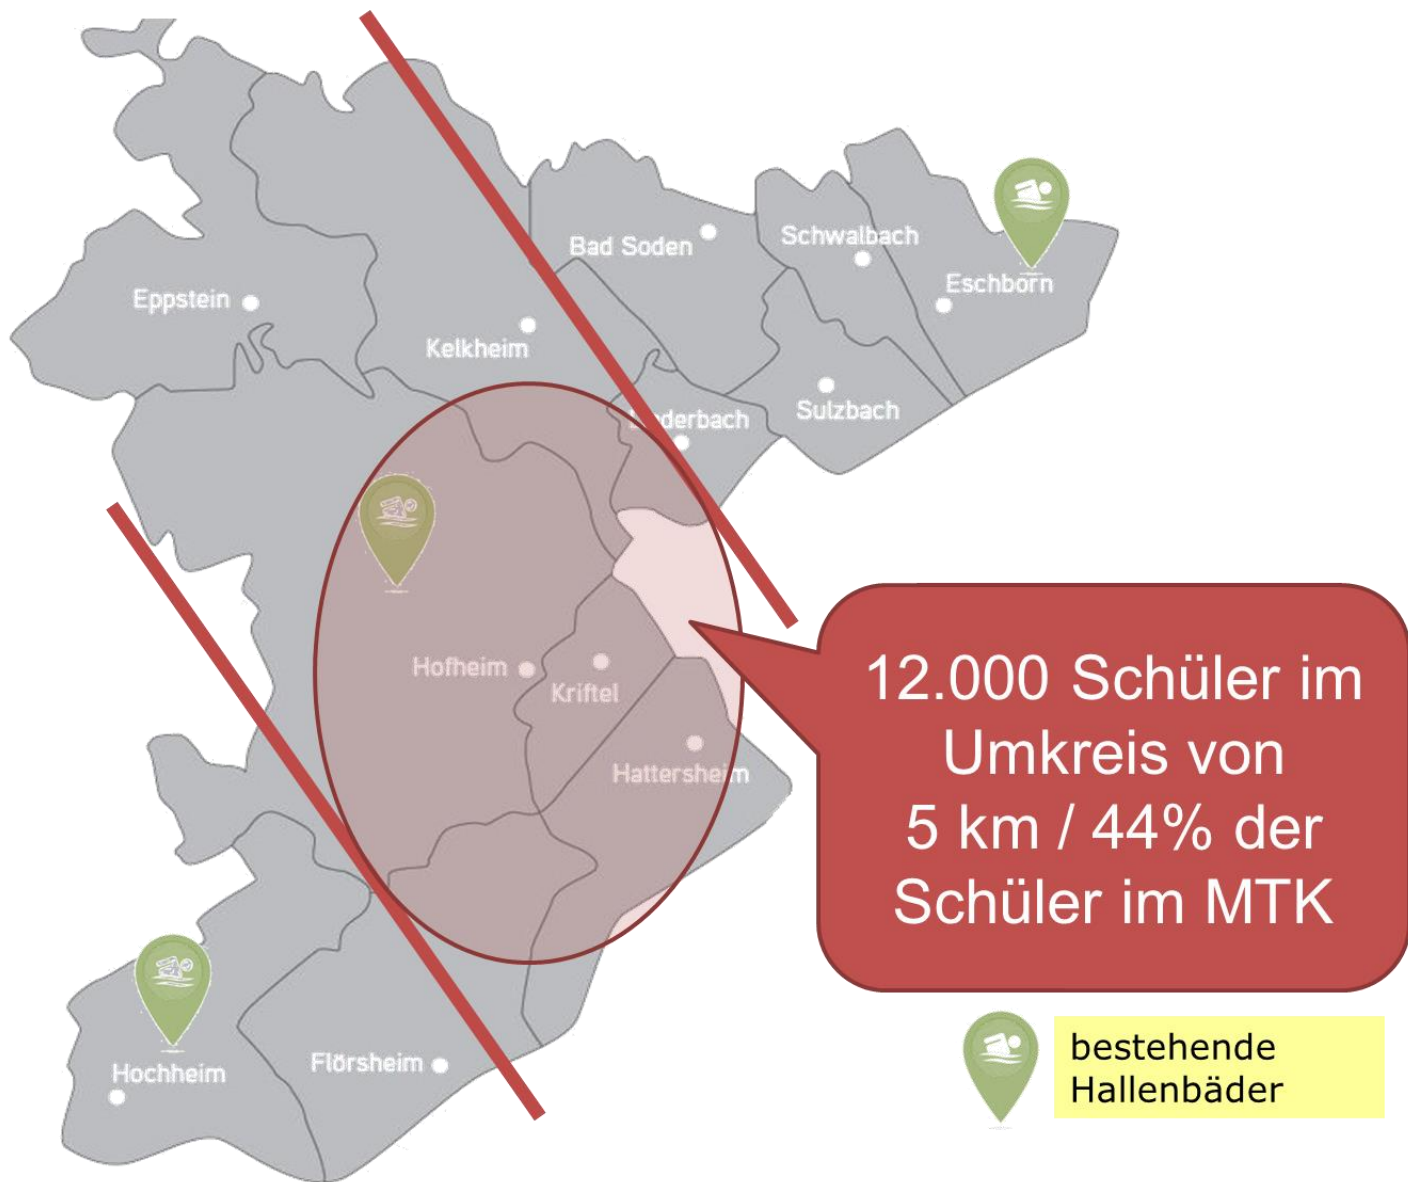 Bad Soden
Schwalbach
Eschborn
Eppstein
Kelkheim
Sulzbach
Liederbach
Hofheim
Kriftel
Hattersheim
12.000 Schüler im
Umkreis von
5 km / 44% der
Schüler im MTK
Hochheim
Flörsheim
bestehende
Hallenbäder